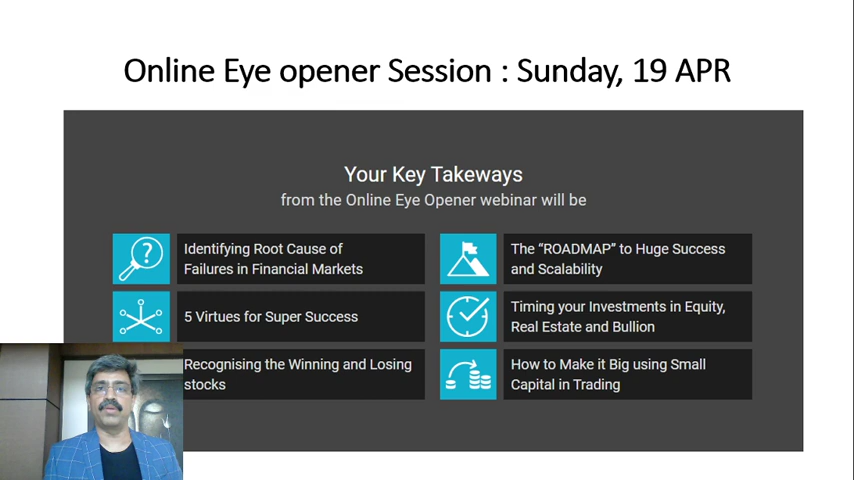 Online Eye opener Session : Sunday, 19 APR
Your Key Takeways
from the Online Eye Opener webinar will be
Identifying Root Cause of
Failures in Financial Markets
The “ROADMAP” to Huge Success
and Scalability
5 Virtues for Super Success
Timing your Investments in Equity,
Real Estate and Bullion
Recognising the Winning and Losing
stocks
How to Make it Big using Small
Capital in Trading